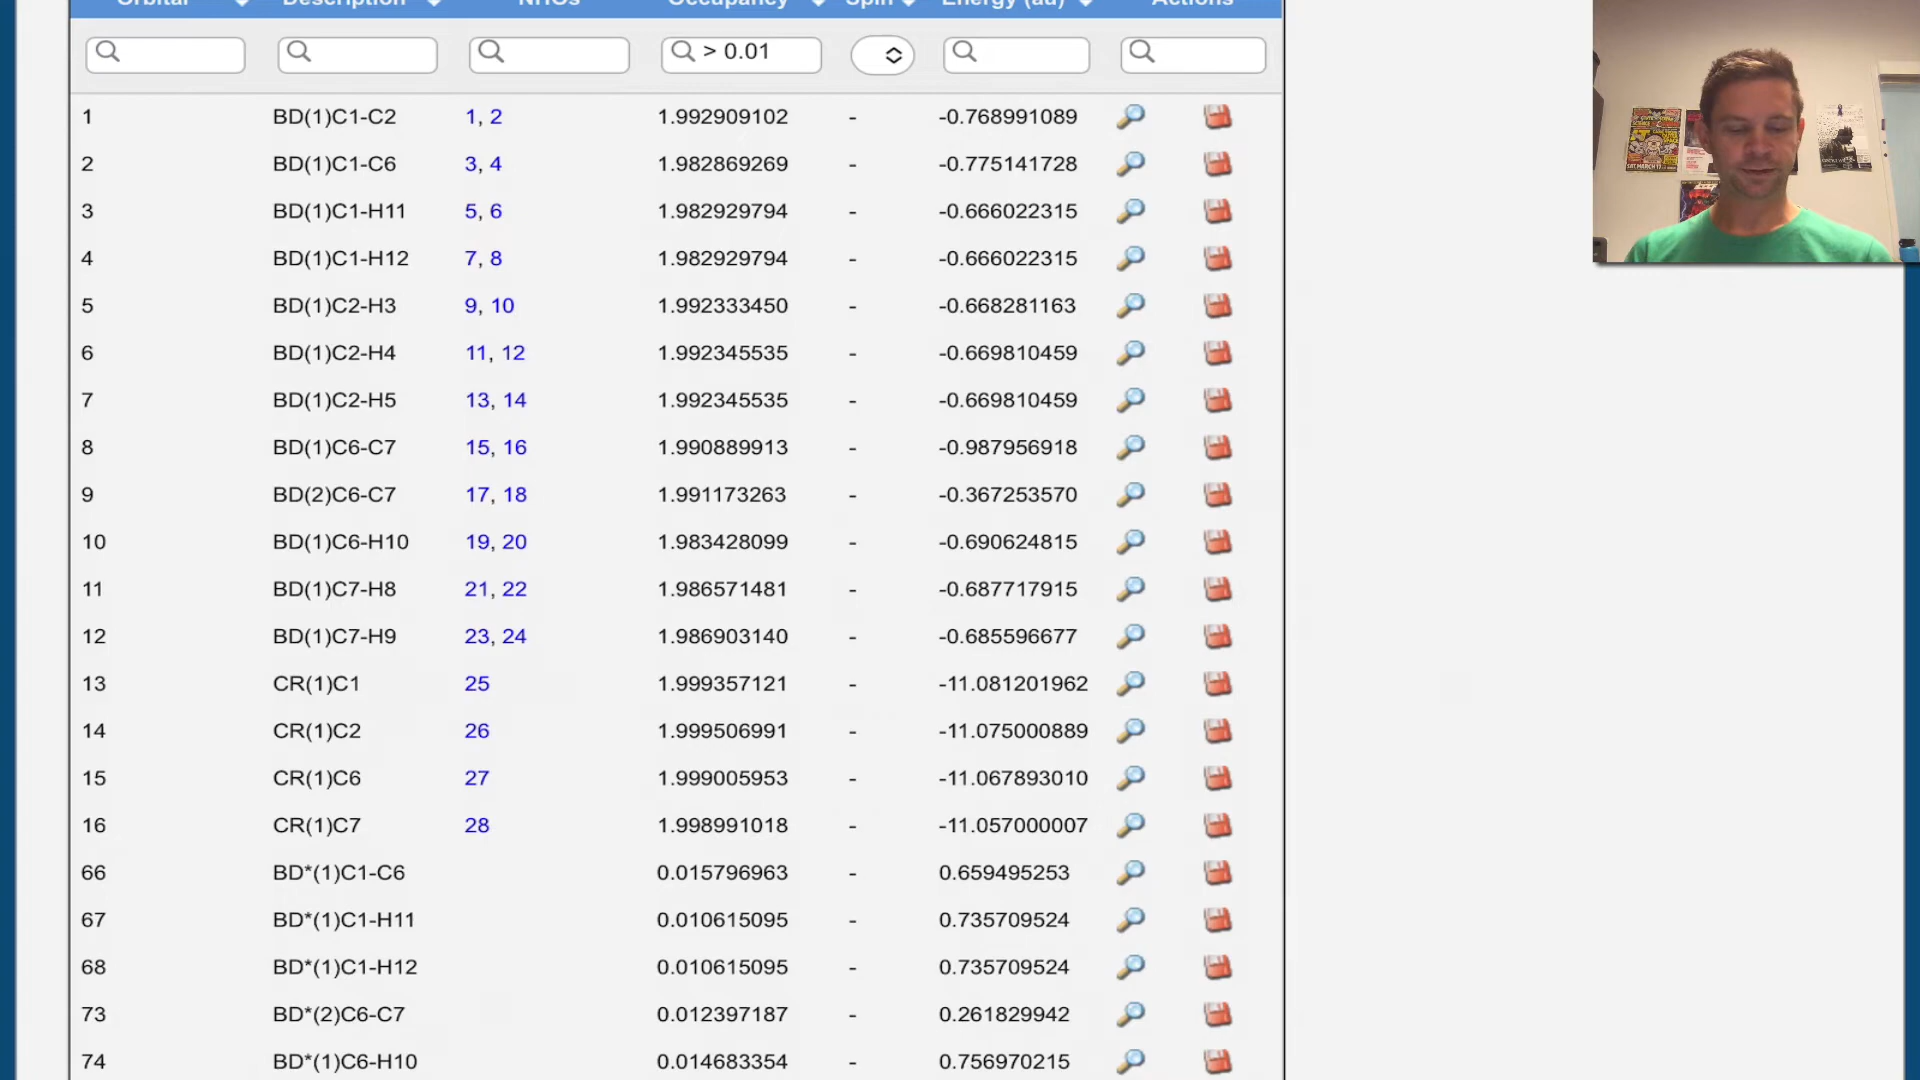 Orbital Description NHOs Occupancy Spin Energy (au) Actions
> 0.01
1 BD(1)C1-C2 1, 2 1.992909102 - -0.768991089
2 BD(1)C1-C6 3, 4 1.982869269 - -0.775141728
3 BD(1)C1-H11 5, 6 1.982929794 - -0.666022315
4 BD(1)C1-H12 7, 8 1.982929794 - -0.666022315
5 BD(1)C2-H3 9, 10 1.992333450 - -0.668281163
6 BD(1)C2-H4 11, 12 1.992345535 - -0.669810459
7 BD(1)C2-H5 13, 14 1.992345535 - -0.669810459
8 BD(1)C6-C7 15, 16 1.990889913 - -0.987956918
9 BD(2)C6-C7 17, 18 1.991173263 - -0.367253570
10 BD(1)C6-H10 19, 20 1.983428099 - -0.690624815
11 BD(1)C7-H8 21, 22 1.986571481 - -0.687717915
12 BD(1)C7-H9 23, 24 1.986903140 - -0.685596677
13 CR(1)C1 25 1.999357121 - -11.081201962
14 CR(1)C2 26 1.999506991 - -11.075000889
15 CR(1)C6 27 1.999005953 - -11.067893010
16 CR(1)C7 28 1.998991018 - -11.057000007
66 BD*(1)C1-C6 0.015796963 - 0.659495253
67 BD*(1)C1-H11 0.010615095 - 0.735709524
68 BD*(1)C1-H12 0.010615095 - 0.735709524
73 BD*(2)C6-C7 0.012397187 - 0.261829942
74 BD*(1)C6-H10 0.014683354 - 0.756970215